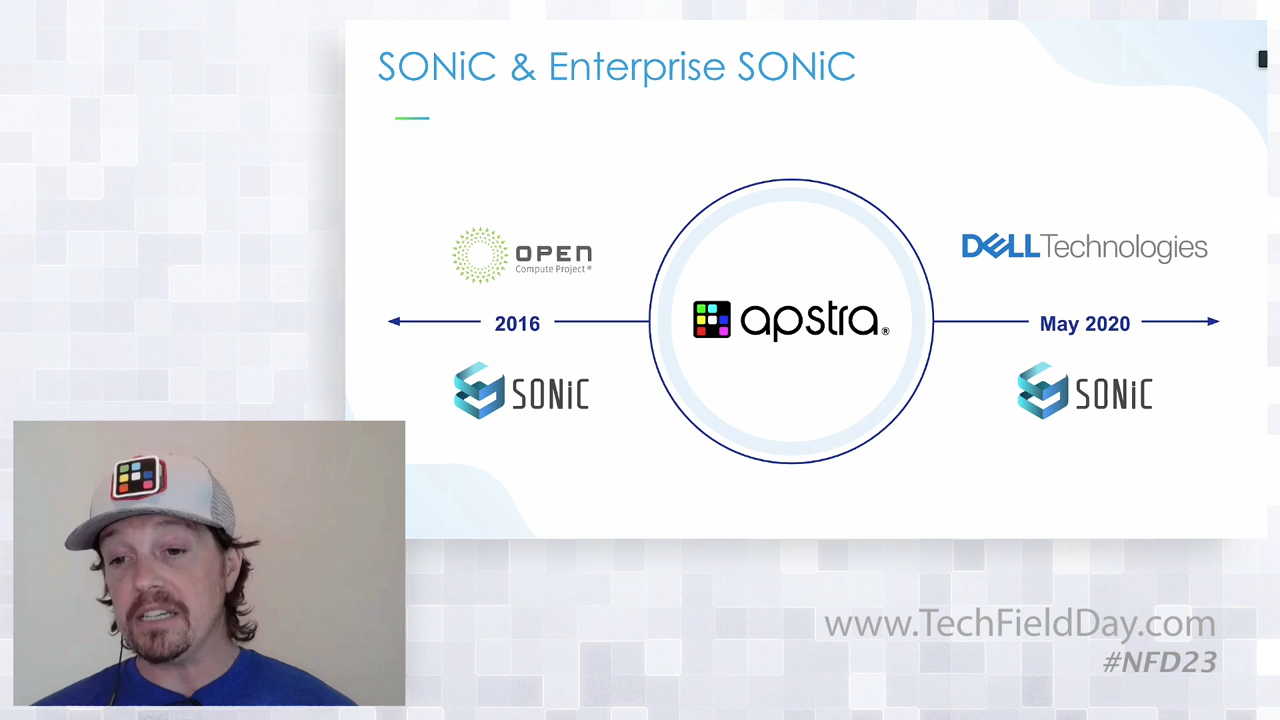 SONiC & Enterprise SONiC
OPEN
Compute Project®
DELL Technologies
2016
apstra®
May 2020
SONiC
SONiC
www.TechFieldDay.com
#NFD23